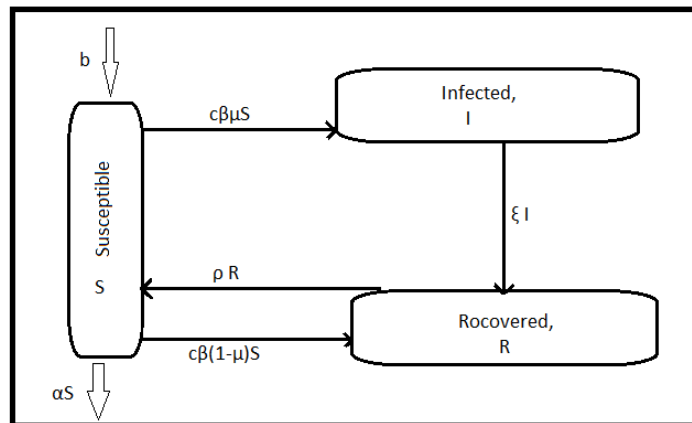 b
cβμS
Infected,
I
Susceptible
S
ξ I
ρ R
Rocovered,
R
cβ(1-μ)S
αS